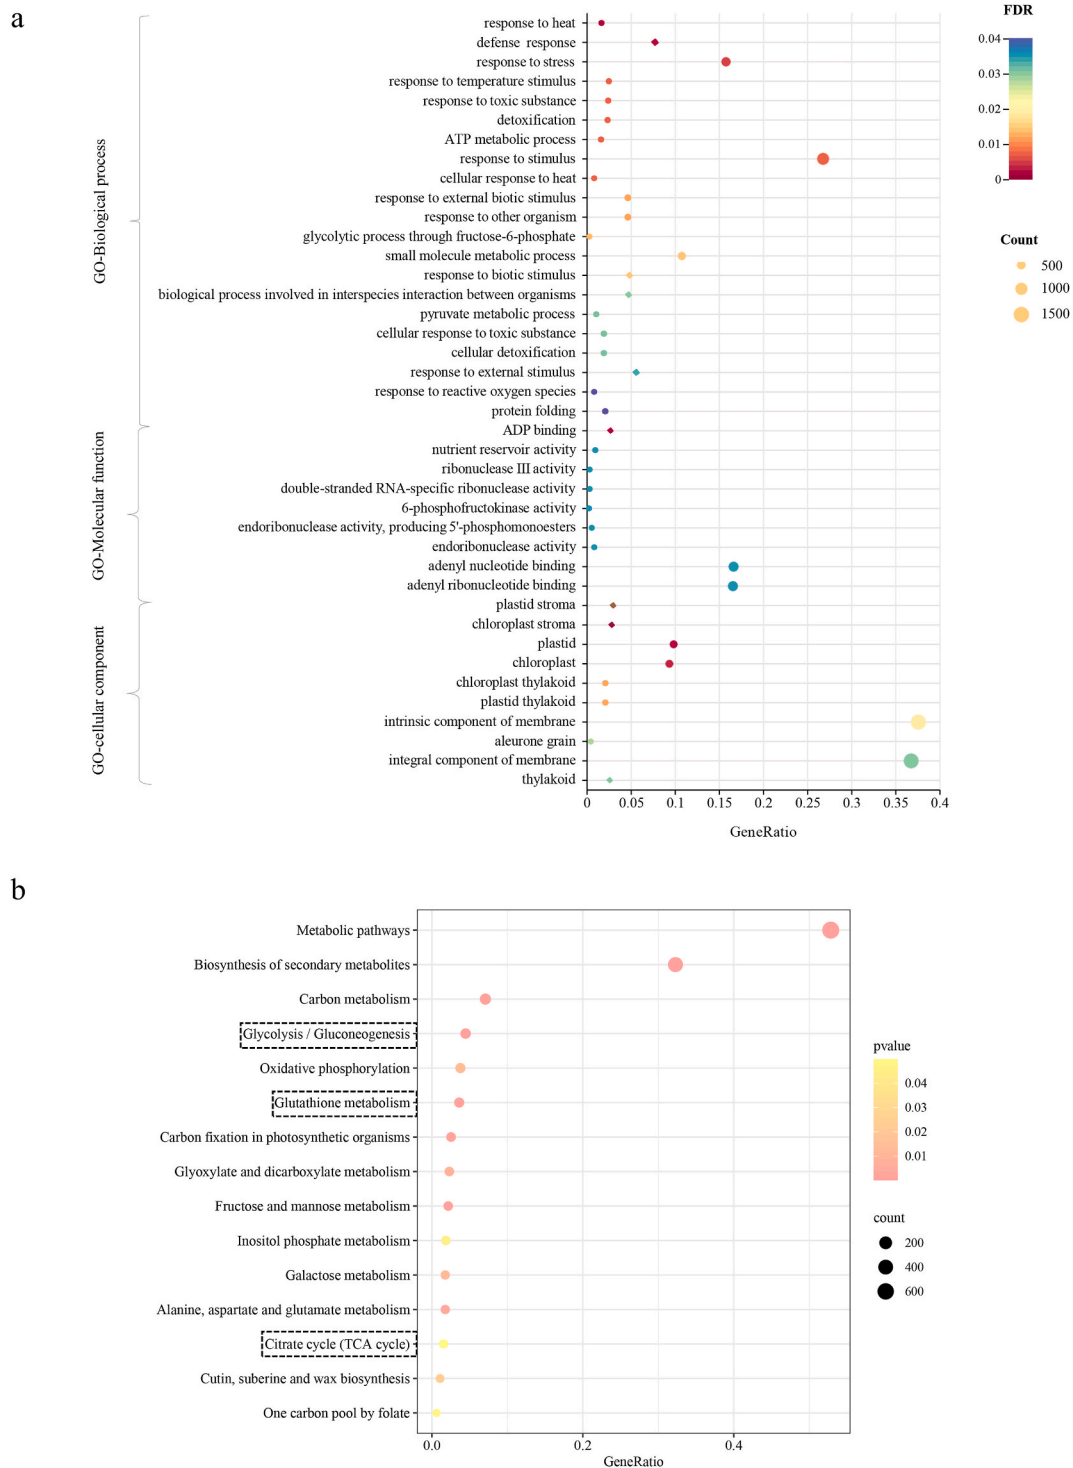 a
FDR
0.04
0.03
0.02
0.01
0
Count
500
1000
1500
GO-Biological process
response to heat
defense response
response to stress
response to temperature stimulus
response to toxic substance
detoxification
ATP metabolic process
response to stimulus
cellular response to heat
response to external biotic stimulus
response to other organism
glycolytic process through fructose-6-phosphate
small molecule metabolic process
response to biotic stimulus
biological process involved in interspecies interaction between organisms
pyruvate metabolic process
cellular response to toxic substance
cellular detoxification
response to external stimulus
response to reactive oxygen species
protein folding
GO-Molecular function
ADP binding
nutrient reservoir activity
ribonuclease III activity
double-stranded RNA-specific ribonuclease activity
6-phosphofructokinase activity
endoribonuclease activity, producing 5'-phosphomonoesters
endoribonuclease activity
adenyl nucleotide binding
adenyl ribonucleotide binding
GO-cellular component
plastid stroma
chloroplast stroma
plastid
chloroplast
chloroplast thylakoid
plastid thylakoid
intrinsic component of membrane
aleurone grain
integral component of membrane
thylakoid
0 0.05 0.1 0.15 0.2 0.25 0.3 0.35 0.4
GeneRatio
b
Metabolic pathways
Biosynthesis of secondary metabolites
Carbon metabolism
Glycolysis / Gluconeogenesis
Oxidative phosphorylation
Glutathione metabolism
Carbon fixation in photosynthetic organisms
Glyoxylate and dicarboxylate metabolism
Fructose and mannose metabolism
Inositol phosphate metabolism
Galactose metabolism
Alanine, aspartate and glutamate metabolism
Citrate cycle (TCA cycle)
Cutin, suberine and wax biosynthesis
One carbon pool by folate
0.0 0.2 0.4
GeneRatio
pvalue
0.04
0.03
0.02
0.01
count
200
400
600